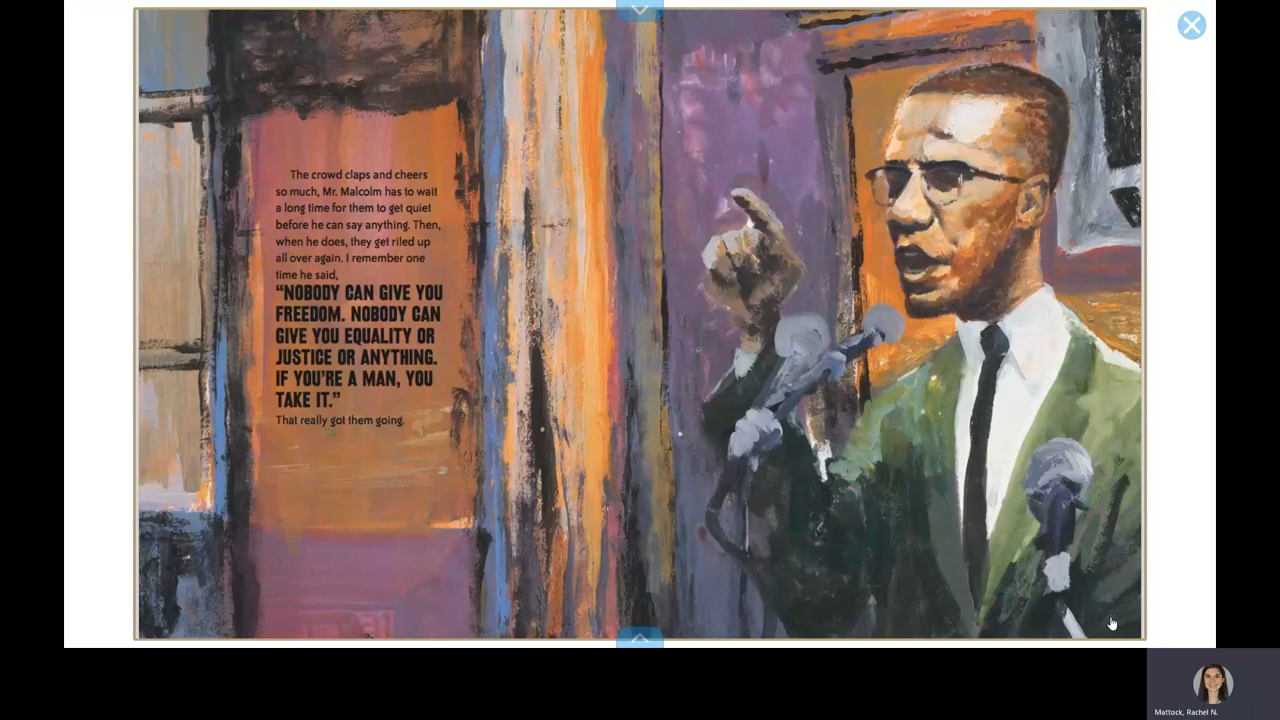 The crowd claps and cheers
so much, Mr. Malcolm has to wait
a long time for them to get quiet
before he can say anything. Then,
when he does, they get riled up
all over again. I remember one
time he said,
“NOBODY CAN GIVE YOU
FREEDOM. NOBODY CAN
GIVE YOU EQUALITY OR
JUSTICE OR ANYTHING.
IF YOU’RE A MAN, YOU
TAKE IT.”
That really got them going.
Mattock, Rachel N.